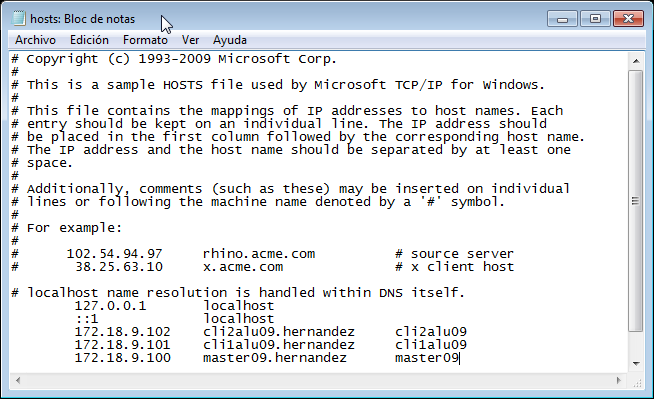 hosts: Bloc de notas
Archivo Edición Formato Ver Ayuda
# Copyright (c) 1993-2009 Microsoft Corp.
#
# This is a sample HOSTS file used by Microsoft TCP/IP for Windows.
#
# This file contains the mappings of IP addresses to host names. Each
# entry should be kept on an individual line. The IP address should
# be placed in the first column followed by the corresponding host name.
# The IP address and the host name should be separated by at least one
# space.
#
# Additionally, comments (such as these) may be inserted on individual
# lines or following the machine name denoted by a '#' symbol.
#
# For example:
#
#      102.54.94.97     rhino.acme.com          # source server
#       38.25.63.10     x.acme.com              # x client host

# localhost name resolution is handled within DNS itself.
        127.0.0.1       localhost
        ::1             localhost
        172.18.9.102    cli2alu09.hernandez     cli2alu09
        172.18.9.101    cli1alu09.hernandez     cli1alu09
        172.18.9.100    master09.hernandez      master09